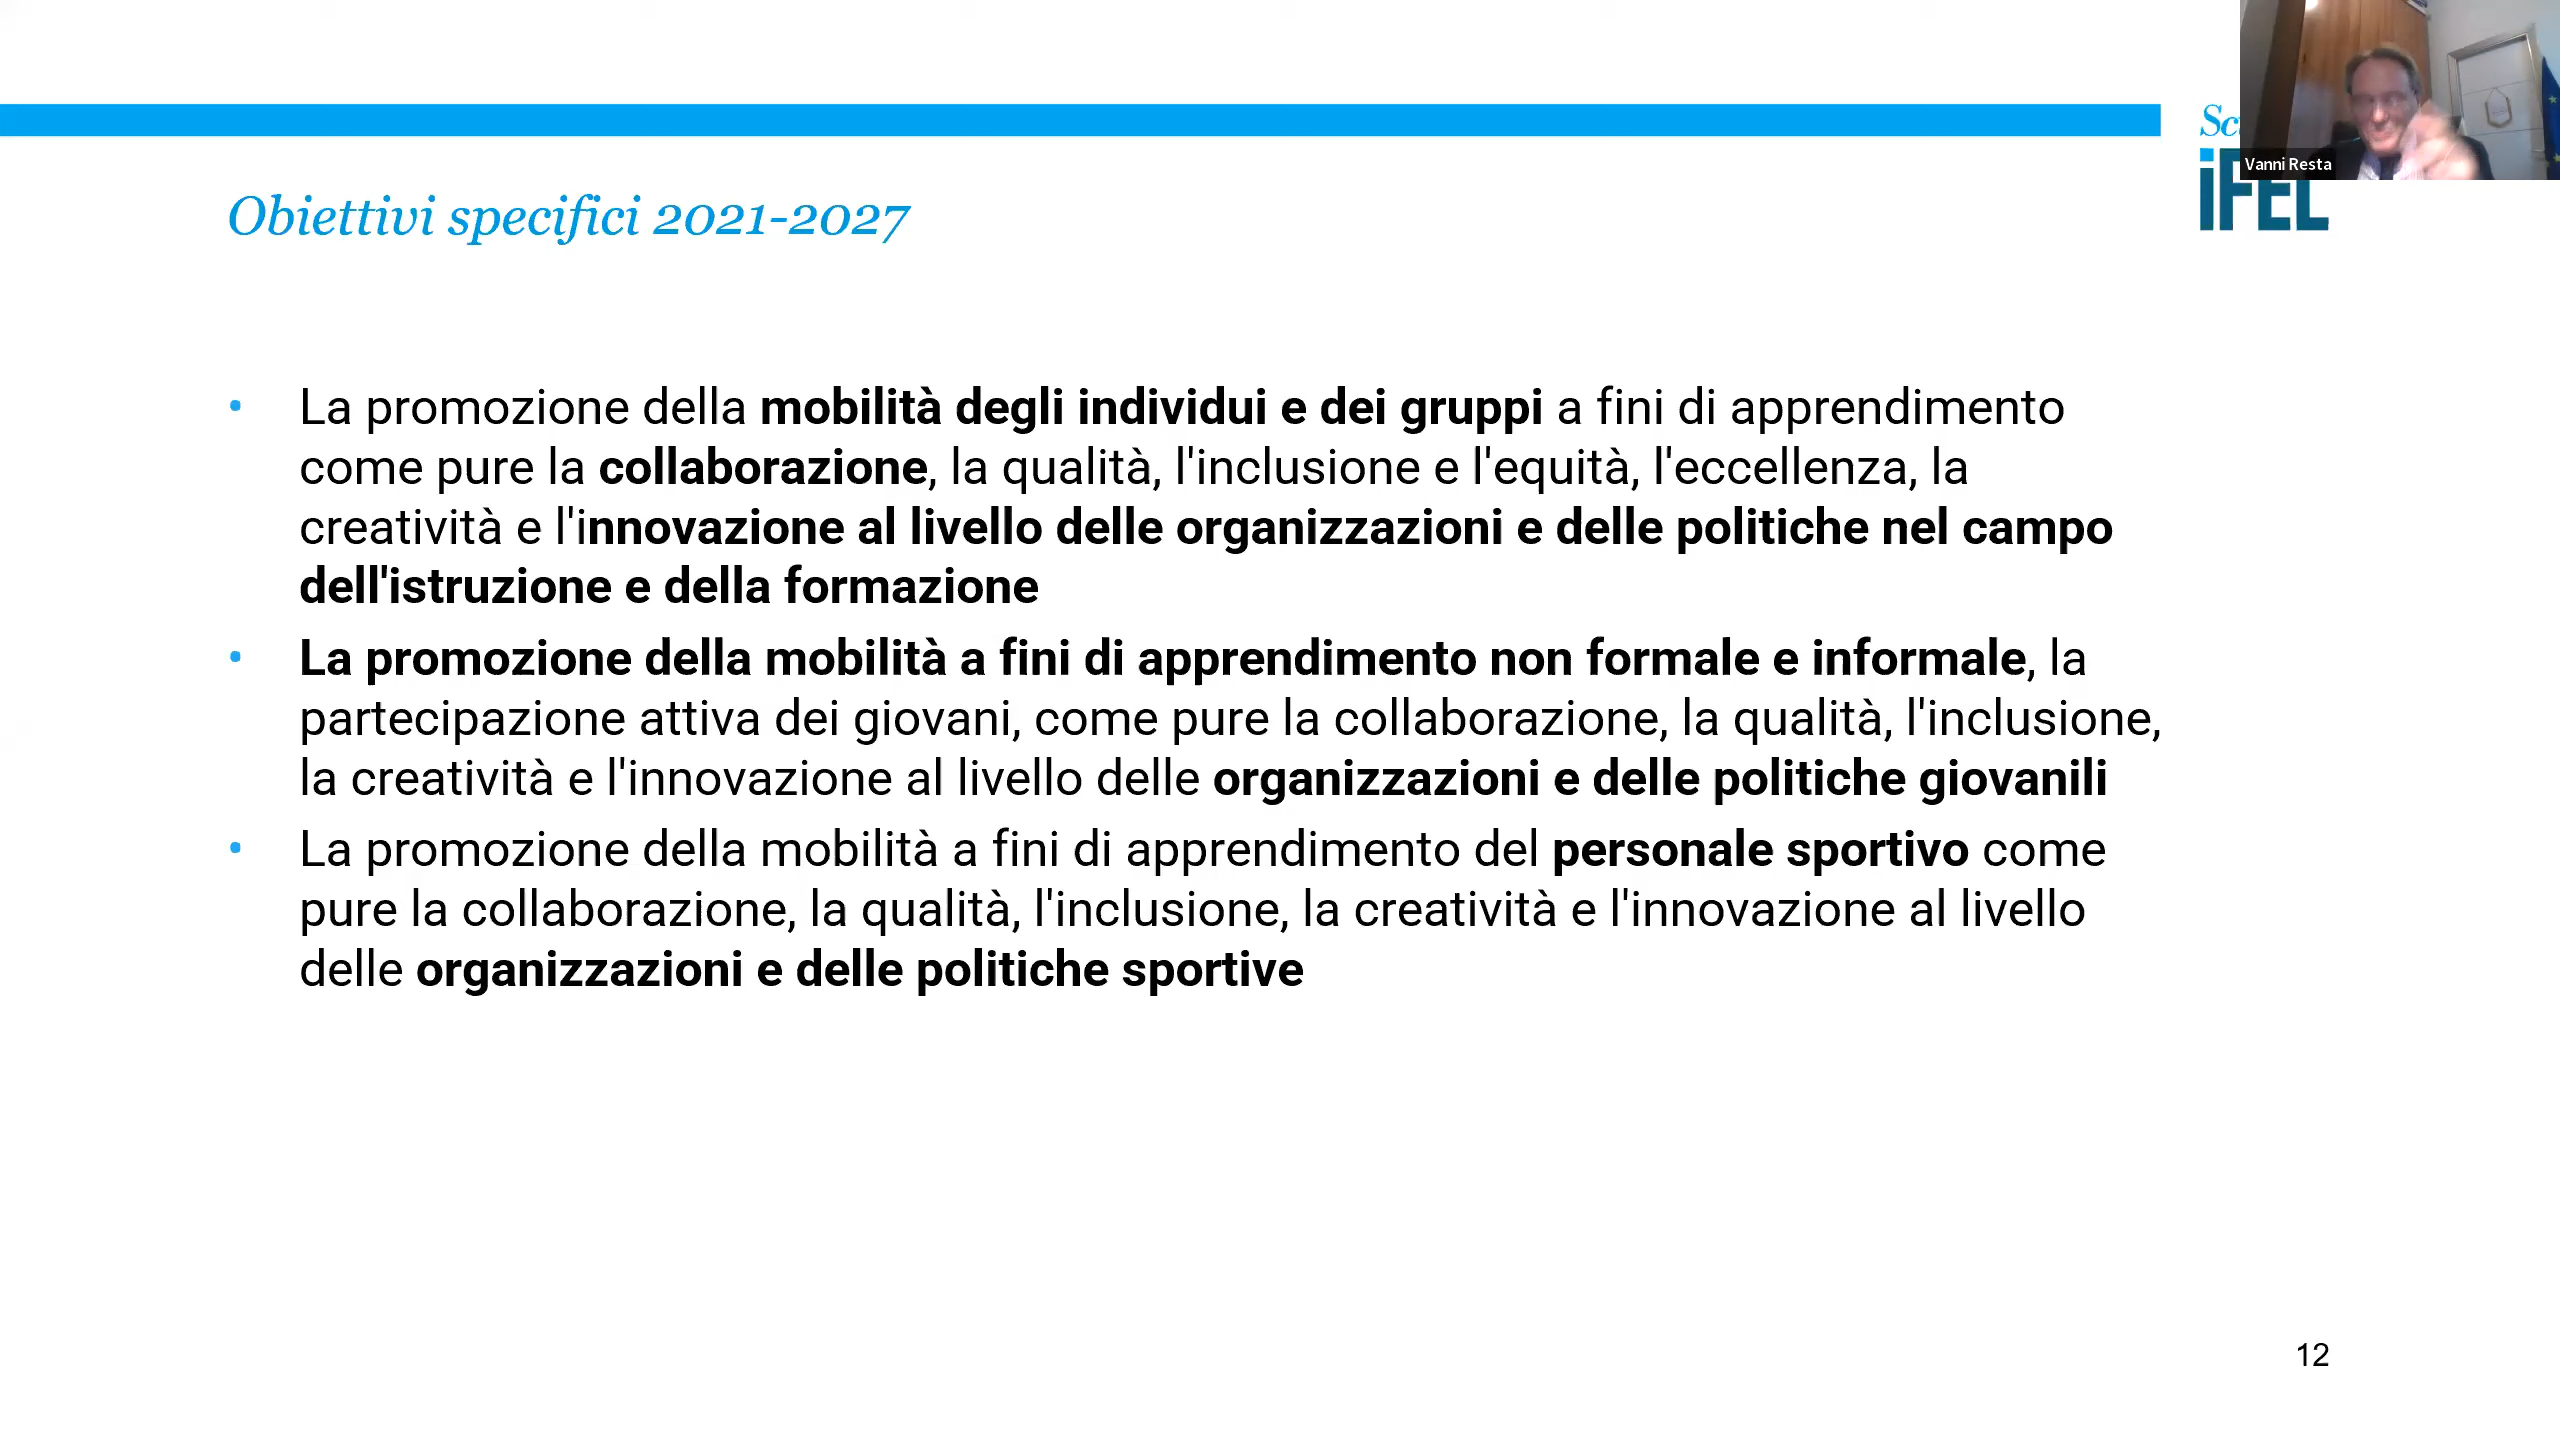 Vanni Resta
iFEL
Obiettivi specifici 2021-2027
• La promozione della mobilità degli individui e dei gruppi a fini di apprendimento
come pure la collaborazione, la qualità, l'inclusione e l'equità, l'eccellenza, la
creatività e l'innovazione al livello delle organizzazioni e delle politiche nel campo
dell'istruzione e della formazione
• La promozione della mobilità a fini di apprendimento non formale e informale, la
partecipazione attiva dei giovani, come pure la collaborazione, la qualità, l'inclusione,
la creatività e l'innovazione al livello delle organizzazioni e delle politiche giovanili
• La promozione della mobilità a fini di apprendimento del personale sportivo come
pure la collaborazione, la qualità, l'inclusione, la creatività e l'innovazione al livello
delle organizzazioni e delle politiche sportive
12